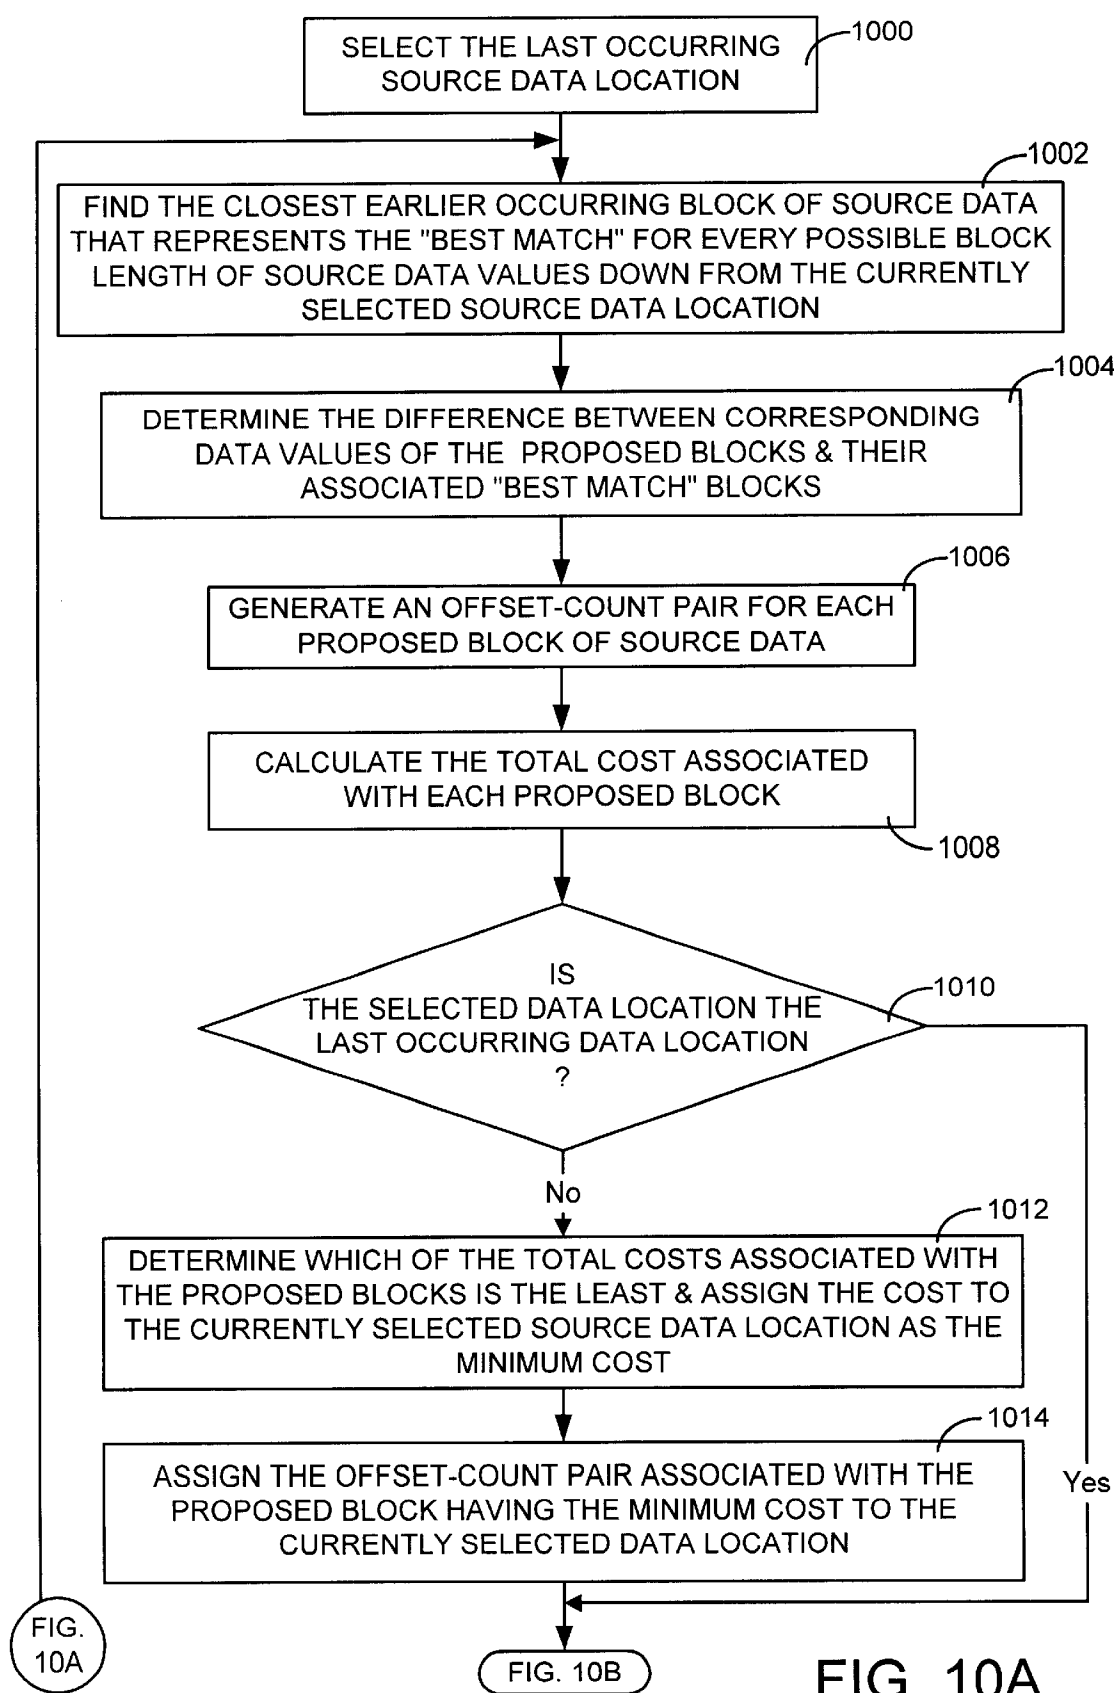 SELECT THE LAST OCCURRING
SOURCE DATA LOCATION
1000
1002
FIND THE CLOSEST EARLIER OCCURRING BLOCK OF SOURCE DATA
THAT REPRESENTS THE "BEST MATCH" FOR EVERY POSSIBLE BLOCK
LENGTH OF SOURCE DATA VALUES DOWN FROM THE CURRENTLY
SELECTED SOURCE DATA LOCATION
1004
DETERMINE THE DIFFERENCE BETWEEN CORRESPONDING
DATA VALUES OF THE PROPOSED BLOCKS & THEIR
ASSOCIATED "BEST MATCH" BLOCKS
1006
GENERATE AN OFFSET-COUNT PAIR FOR EACH
PROPOSED BLOCK OF SOURCE DATA
CALCULATE THE TOTAL COST ASSOCIATED
WITH EACH PROPOSED BLOCK
1008
IS
THE SELECTED DATA LOCATION THE
LAST OCCURRING DATA LOCATION
?
1010
No
1012
DETERMINE WHICH OF THE TOTAL COSTS ASSOCIATED WITH
THE PROPOSED BLOCKS IS THE LEAST & ASSIGN THE COST TO
THE CURRENTLY SELECTED SOURCE DATA LOCATION AS THE
MINIMUM COST
1014
ASSIGN THE OFFSET-COUNT PAIR ASSOCIATED WITH THE
PROPOSED BLOCK HAVING THE MINIMUM COST TO THE
CURRENTLY SELECTED DATA LOCATION
Yes
FIG.
10A
FIG. 10B
FIG. 10A